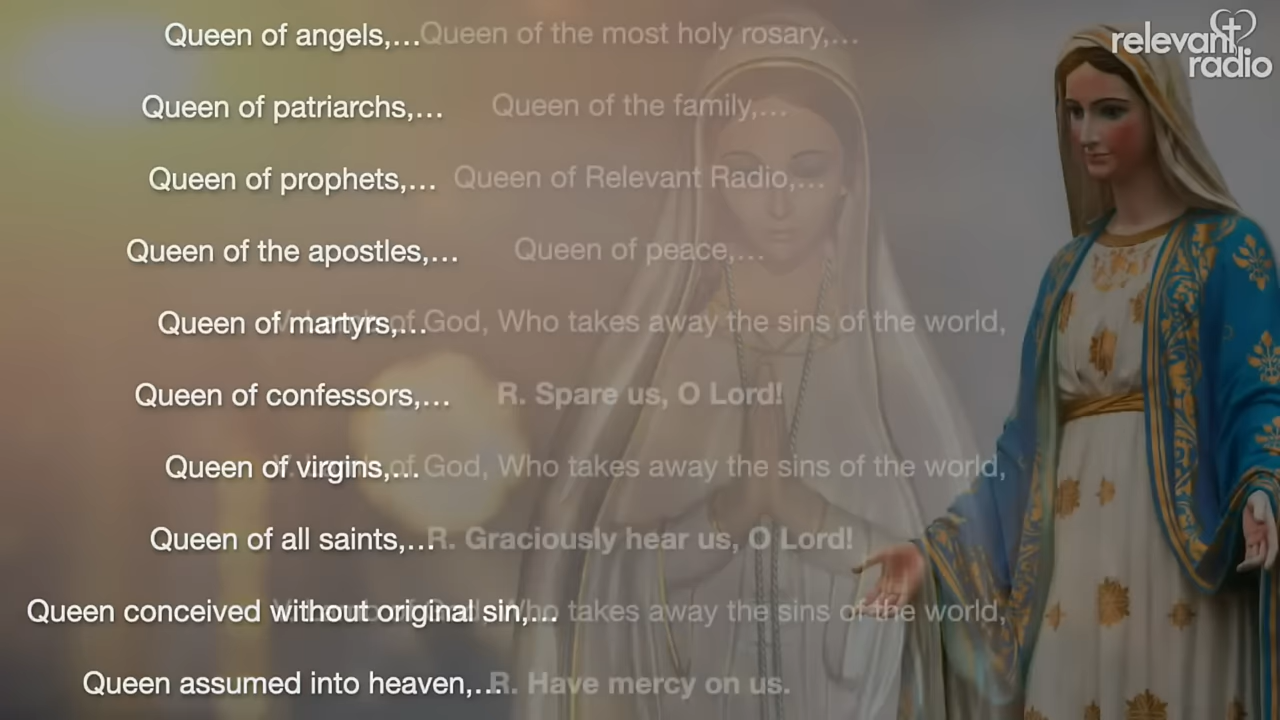 Queen of angels,…
Queen of the most holy rosary,…
relevant
radio
Queen of patriarchs,…
Queen of the family,…
Queen of prophets,…
Queen of Relevant Radio,…
Queen of the apostles,…
Queen of peace,…
Queen of martyrs,…
of God, Who takes away the sins of the world,
Queen of confessors,…
R. Spare us, O Lord!
Queen of virgins,…
of God, Who takes away the sins of the world,
Queen of all saints,…
R. Graciously hear us, O Lord!
Queen conceived without original sin,…
Who takes away the sins of the world,
Queen assumed into heaven,…
R. Have mercy on us.